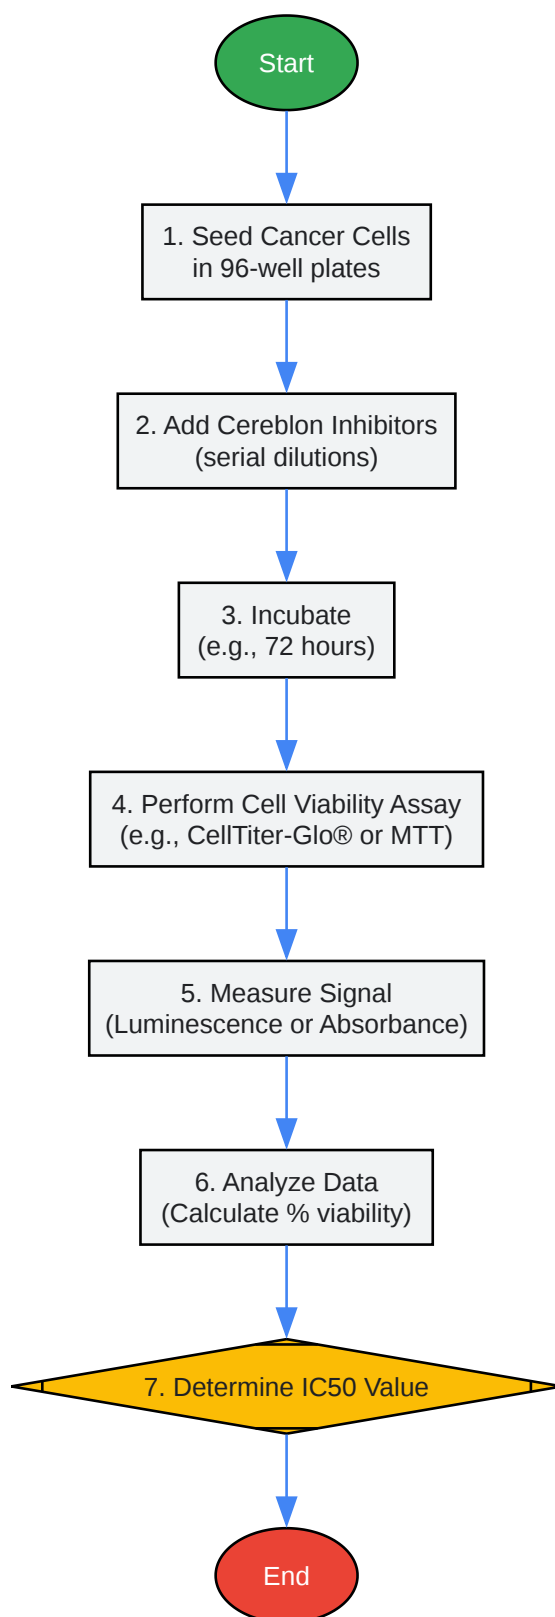 Start
1. Seed Cancer Cells
in 96-well plates
2. Add Cereblon Inhibitors
(serial dilutions)
3. Incubate
(e.g., 72 hours)
4. Perform Cell Viability Assay
(e.g., CellTiter-Glo® or MTT)
5. Measure Signal
(Luminescence or Absorbance)
6. Analyze Data
(Calculate % viability)
7. Determine IC50 Value
End